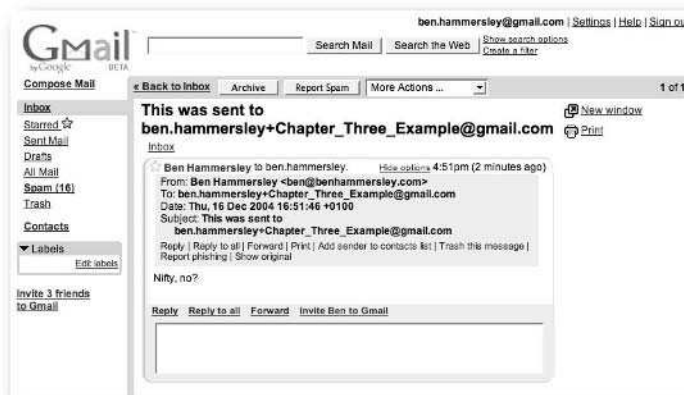 ben.hammersley@gmail.com | Settings | Help | Sign ou
GMail
by Google BETA
Search Mail Search the Web Show search options
Create a filter
Compose Mail
« Back to Inbox Archive Report Spam More Actions ... 1 of 1
Inbox
Starred
Sent Mail
Drafts
All Mail
Spam (16)
Trash
Contacts
Labels
Edit labels
Invite 3 friends
to Gmail
This was sent to
ben.hammersley+Chapter_Three_Example@gmail.com
Inbox
New window
Print
Ben Hammersley to ben.hammersley. Hide options 4:51pm (2 minutes ago)
From: Ben Hammersley <ben@benhammersley.com>
To: ben.hammersley+Chapter_Three_Example@gmail.com
Date: Thu, 16 Dec 2004 16:51:46 +0100
Subject: This was sent to
ben.hammersley+Chapter_Three_Example@gmail.com
Reply | Reply to all | Forward | Print | Add sender to contacts list | Trash this message |
Report phishing | Show original
Nifty, no?
Reply Reply to all Forward Invite Ben to Gmail